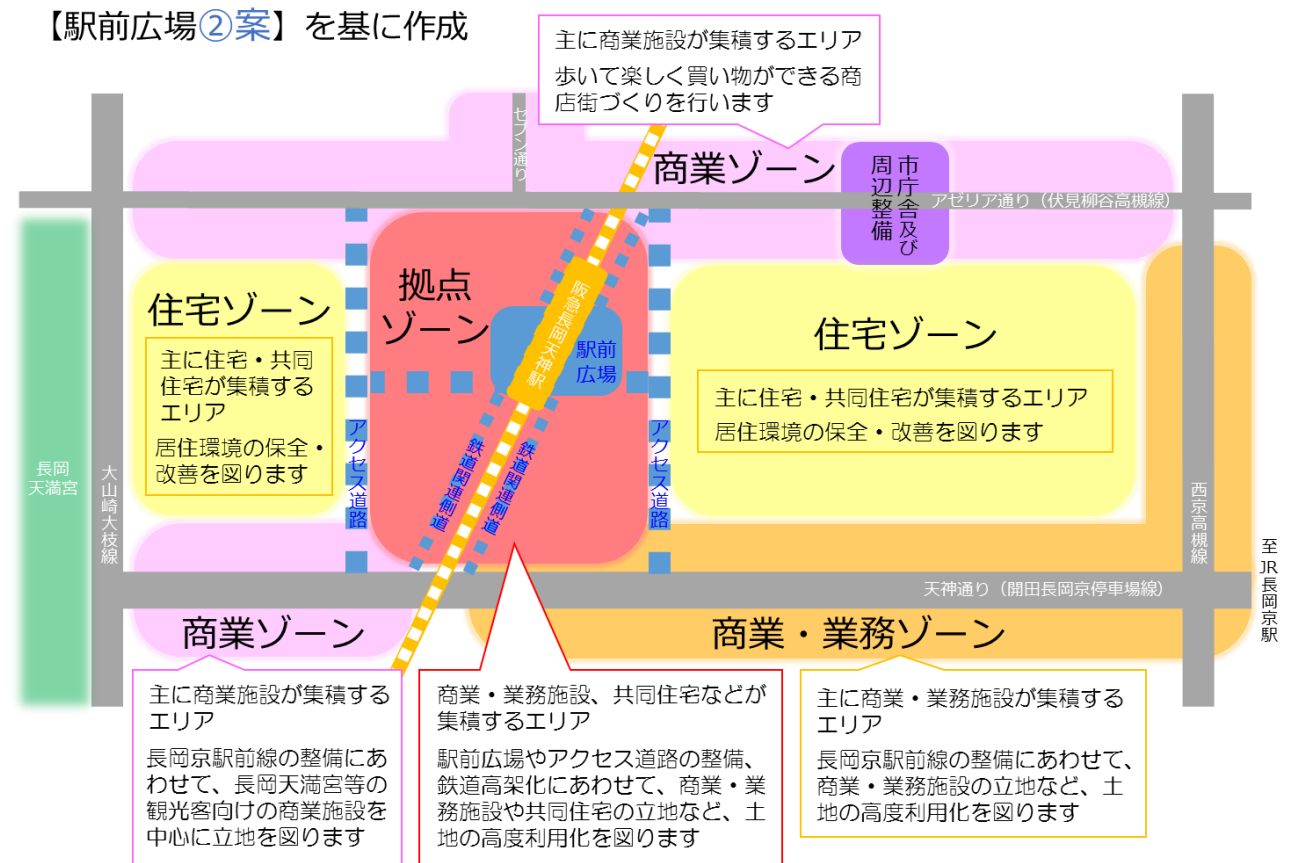 【駅前広場②案】を基に作成
主に商業施設が集積するエリア
歩いて楽しく買い物ができる商
店街づくりを行います
セブン通り
商業ゾーン
市庁舎及び
周辺整備
アゼリア通り（伏見柳谷高槻線）
拠点
ゾーン
阪急長岡天神駅
駅前
広場
住宅ゾーン
主に住宅・共同
住宅が集積する
エリア
居住環境の保全・
改善を図ります
住宅ゾーン
主に住宅・共同住宅が集積するエリア
居住環境の保全・改善を図ります
長岡
天満宮
大山崎大枝線
アクセス道路
鉄道関連側道
鉄道関連側道
アクセス道路
西京高槻線
至JR長岡京駅
天神通り（開田長岡京停車場線）
商業ゾーン
商業・業務ゾーン
主に商業施設が集積する
エリア
長岡京駅前線の整備にあ
わせて、長岡天満宮等の
観光客向けの商業施設を
中心に立地を図ります
商業・業務施設、共同住宅などが
集積するエリア
駅前広場やアクセス道路の整備、
鉄道高架化にあわせて、商業・業
務施設や共同住宅の立地など、土
地の高度利用化を図ります
主に商業・業務施設が集積する
エリア
長岡京駅前線の整備にあわせて、
商業・業務施設の立地など、土
地の高度利用化を図ります